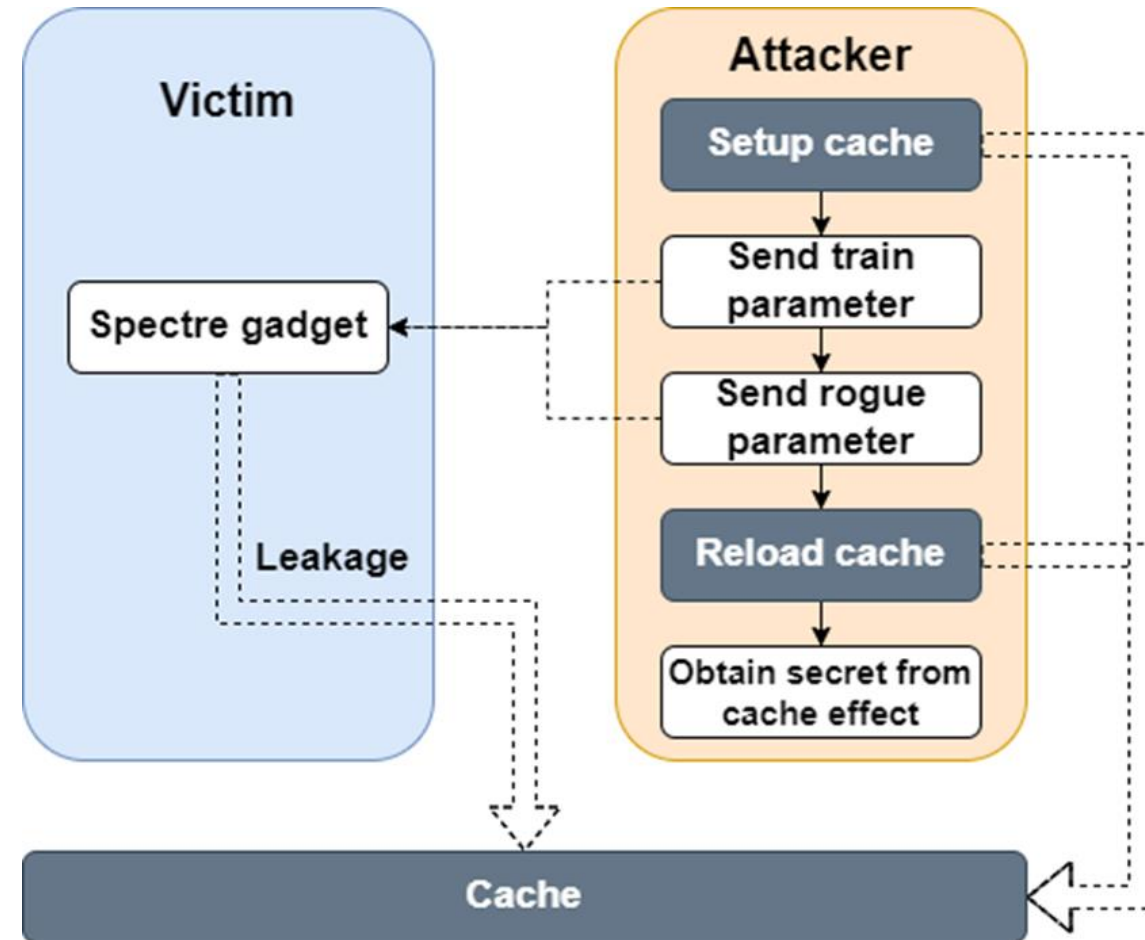 Victim
Spectre gadget
Leakage
Attacker
Setup cache
Send train
parameter
Send rogue
parameter
Reload cache
Obtain secret from
cache effect
Cache